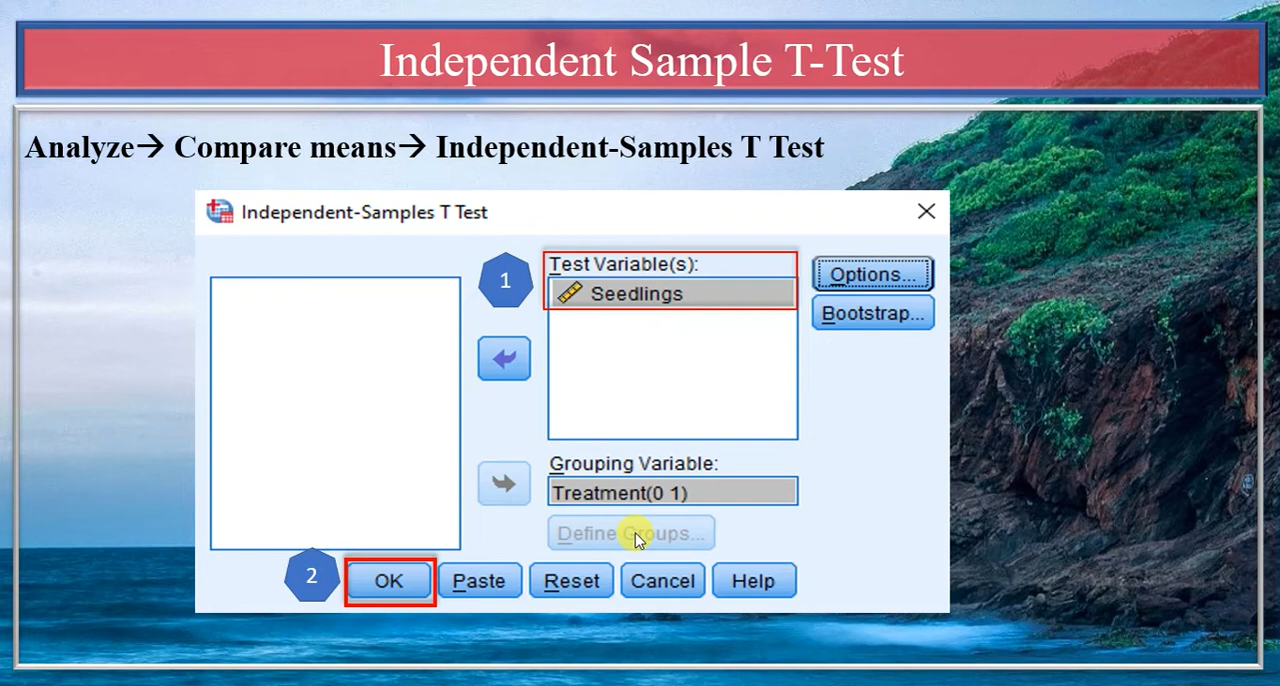 Independent Sample T-Test
Analyze→ Compare means→ Independent-Samples T Test
Independent-Samples T Test
1
Test Variable(s):
Seedlings
Options...
Bootstrap...
Grouping Variable:
Treatment(0 1)
Define Groups...
2
OK
Paste
Reset
Cancel
Help